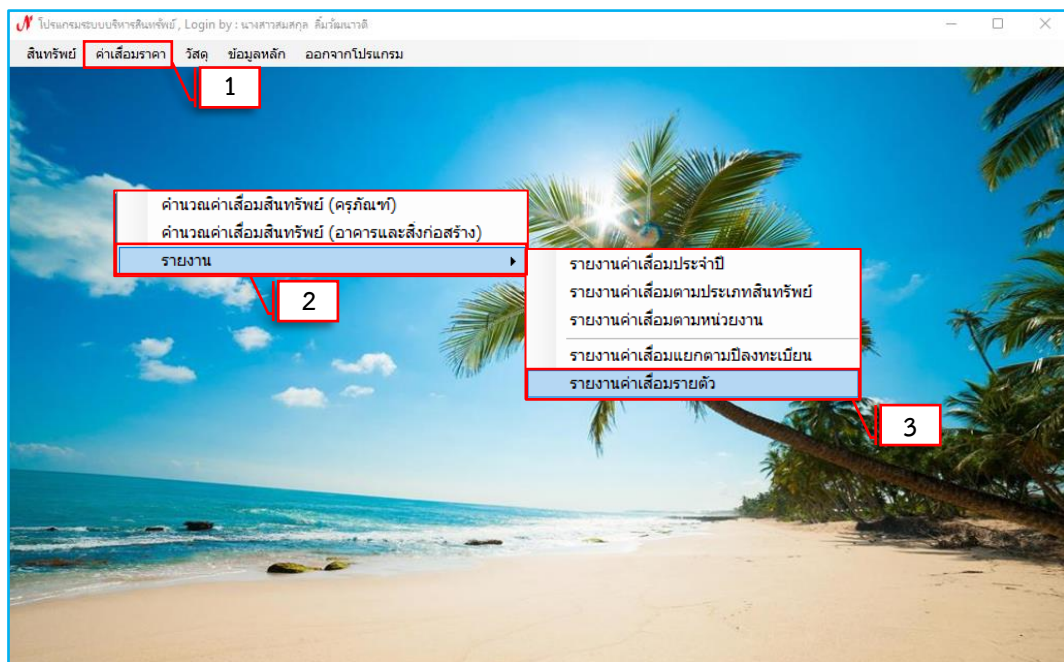 โปรแกรมระบบบริหารสินทรัพย์ , Login by : นางสาวสมสกุล ลิ้มวัฒนาวดี
สินทรัพย์ ค่าเสื่อมราคา วัสดุ ข้อมูลหลัก ออกจากโปรแกรม
1
คำนวณค่าเสื่อมสินทรัพย์ (ครุภัณฑ์)
คำนวณค่าเสื่อมสินทรัพย์ (อาคารและสิ่งก่อสร้าง)
รายงาน
2
รายงานค่าเสื่อมประจำปี
รายงานค่าเสื่อมตามประเภทสินทรัพย์
รายงานค่าเสื่อมตามหน่วยงาน
รายงานค่าเสื่อมแยกตามปีลงทะเบียน
รายงานค่าเสื่อมรายตัว
3